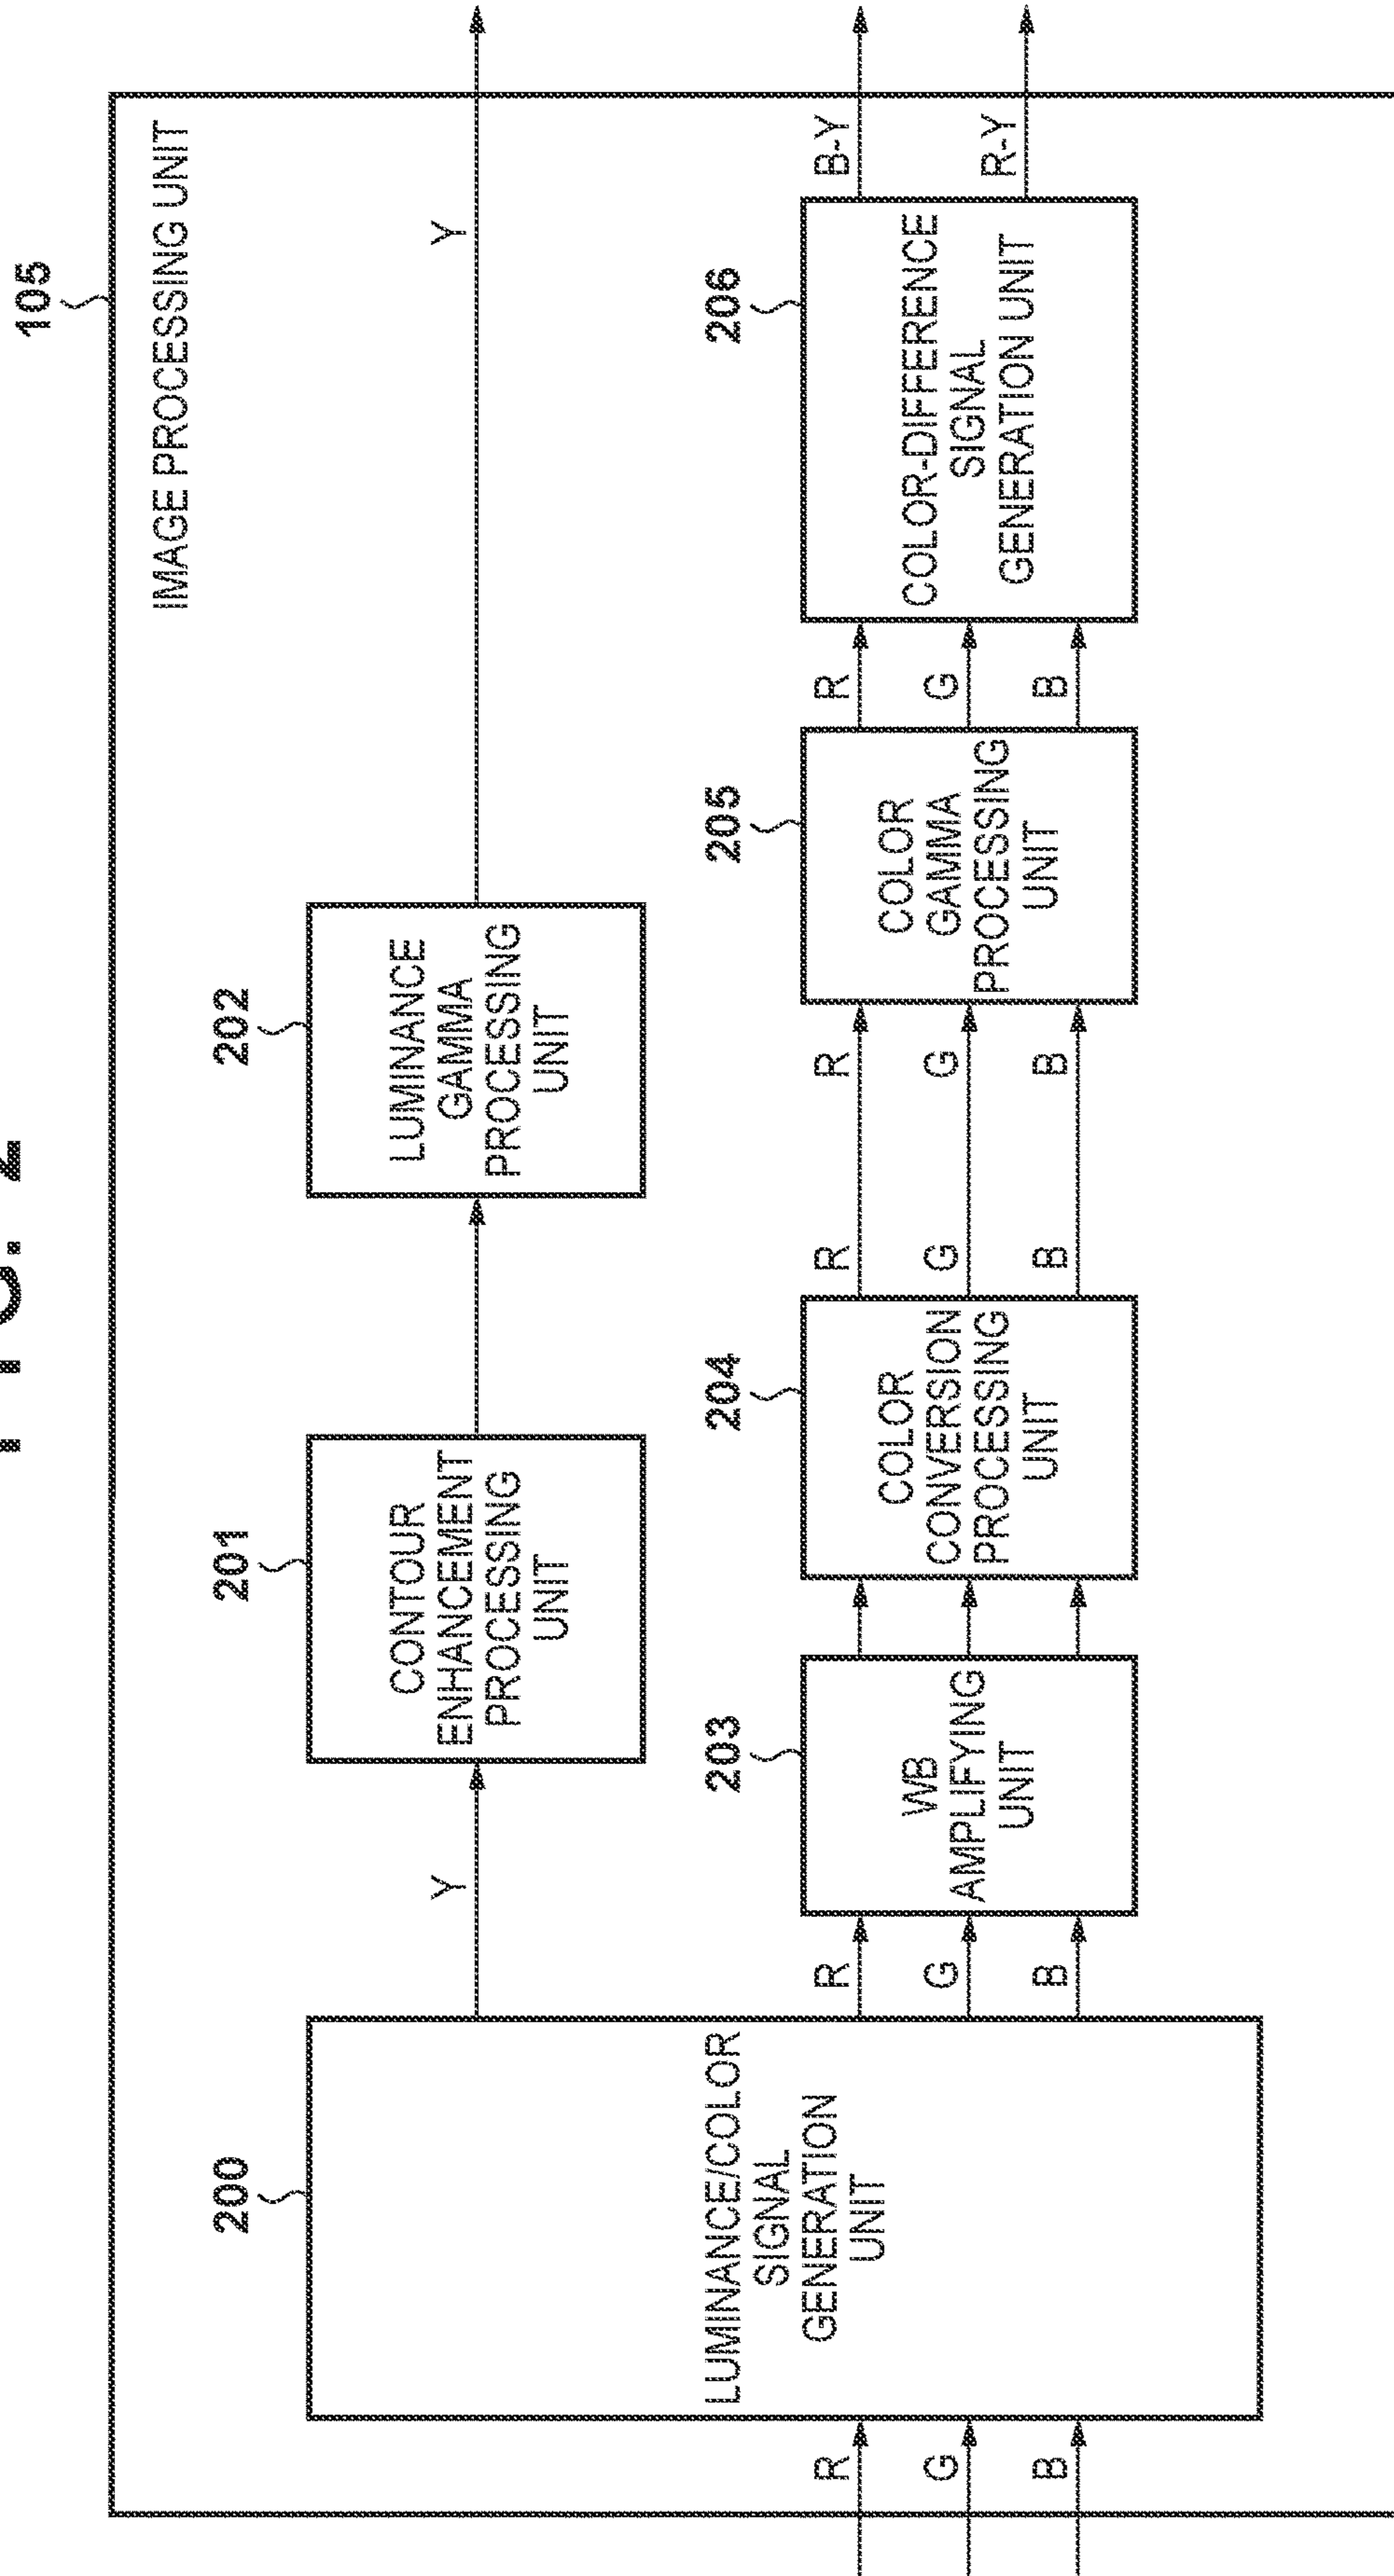 FIG. 2
105
IMAGE PROCESSING UNIT
200
LUMINANCE/COLOR
SIGNAL
GENERATION
UNIT
R
G
B
Y
201
CONTOUR
ENHANCEMENT
PROCESSING
UNIT
202
LUMINANCE
GAMMA
PROCESSING
UNIT
Y
R
G
B
203
WB
AMPLIFYING
UNIT
204
COLOR
CONVERSION
PROCESSING
UNIT
R
G
B
R
G
B
205
COLOR
GAMMA
PROCESSING
UNIT
R
G
B
206
COLOR-DIFFERENCE
SIGNAL
GENERATION UNIT
B-Y
R-Y